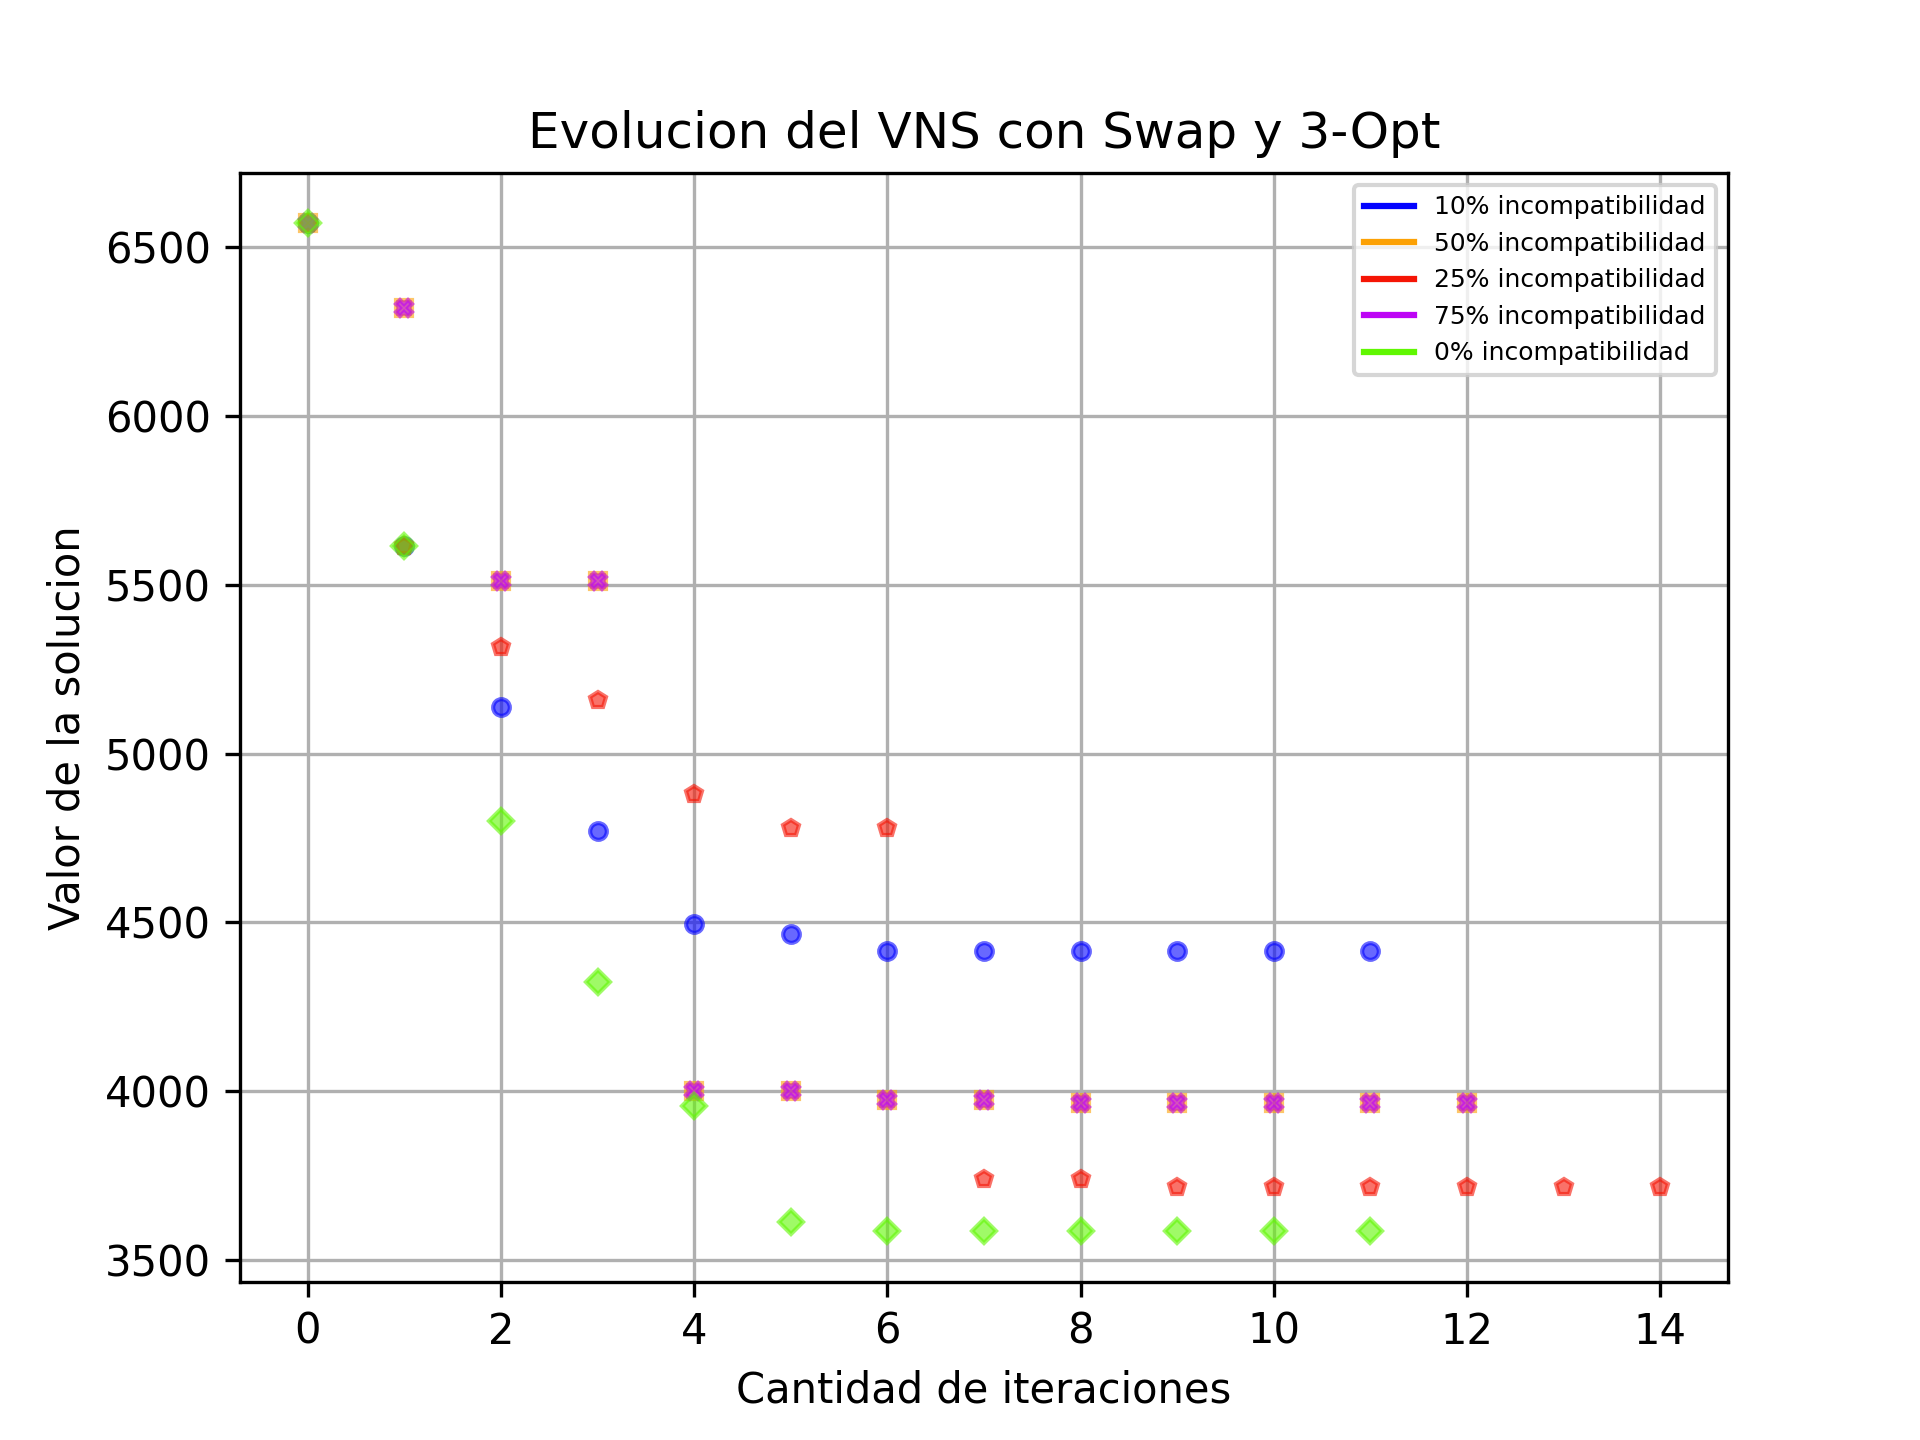 Evolucion del VNS con Swap y 3-Opt
10% incompatibilidad
50% incompatibilidad
25% incompatibilidad
75% incompatibilidad
0% incompatibilidad
Valor de la solucion
6500
6000
5500
5000
4500
4000
3500
0 2 4 6 8 10 12 14
Cantidad de iteraciones